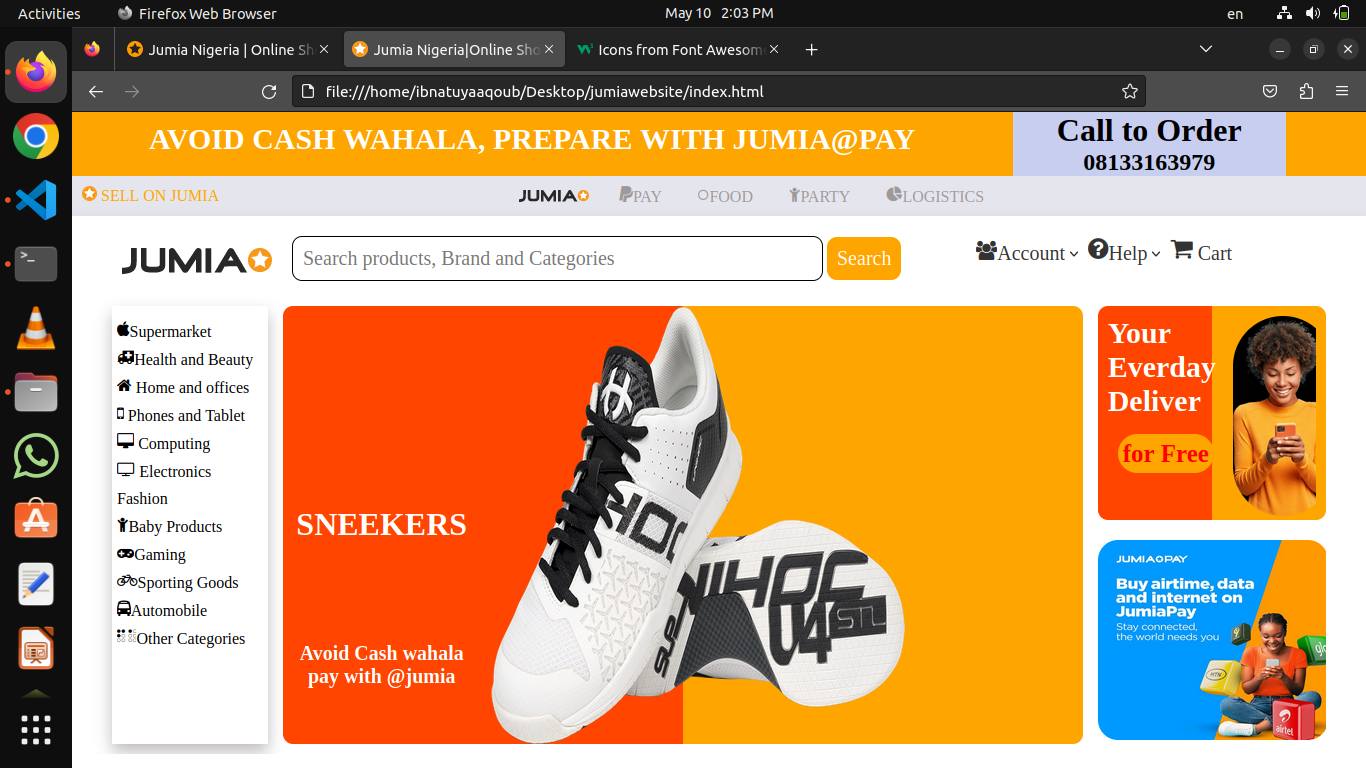 Activities
Firefox Web Browser
May 10 2:03 PM
en
Jumia Nigeria | Online Sh
Jumia Nigeria|Online Sho
Icons from Font Awesom
file:///home/ibnatuyaaqoub/Desktop/jumiawebsite/index.html
AVOID CASH WAHALA, PREPARE WITH JUMIA@PAY
Call to Order
08133163979
SELL ON JUMIA
JUMIA
PAY
FOOD
PARTY
LOGISTICS
JUMIA
Search products, Brand and Categories
Search
Account
Help
Cart
Supermarket
Health and Beauty
Home and offices
Phones and Tablet
Computing
Electronics
Fashion
Baby Products
Gaming
Sporting Goods
Automobile
Other Categories
SNEEKERS
Avoid Cash wahala
pay with @jumia
Your
Everday
Deliver
for Free
JUMIA PAY
Buy airtime, data
and internet on
JumiaPay
Stay connected,
the world needs you
MTN
glo
airtel